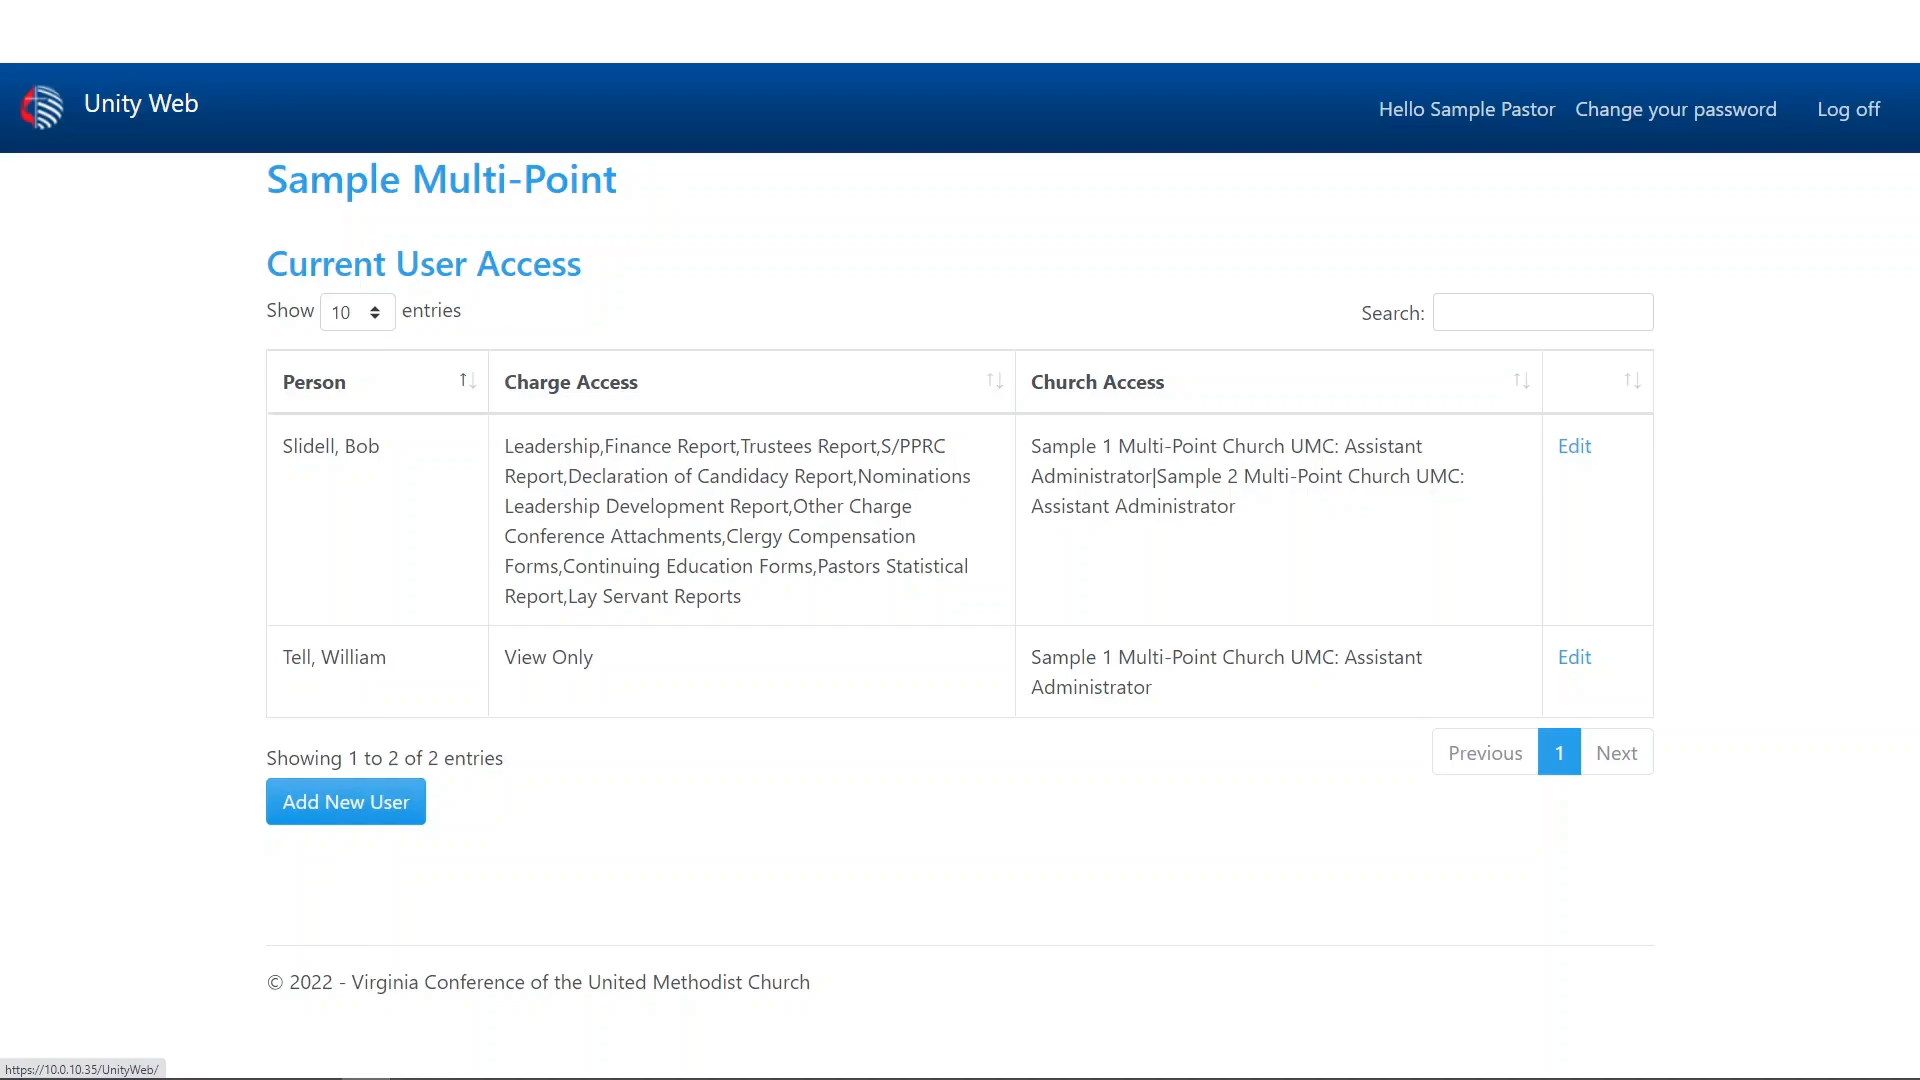 Unity Web
Hello Sample Pastor
Change your password
Log off
Sample Multi-Point
Current User Access
Show 10 entries
Search:
Person
Charge Access
Church Access
Slidell, Bob
Leadership,Finance Report,Trustees Report,S/PPRC
Report,Declaration of Candidacy Report,Nominations
Leadership Development Report,Other Charge
Conference Attachments,Clergy Compensation
Forms,Continuing Education Forms,Pastors Statistical
Report,Lay Servant Reports
Sample 1 Multi-Point Church UMC: Assistant
Administrator|Sample 2 Multi-Point Church UMC:
Assistant Administrator
Edit
Tell, William
View Only
Sample 1 Multi-Point Church UMC: Assistant
Administrator
Edit
Showing 1 to 2 of 2 entries
Previous 1 Next
Add New User
© 2022 - Virginia Conference of the United Methodist Church
https://10.0.10.35/UnityWeb/